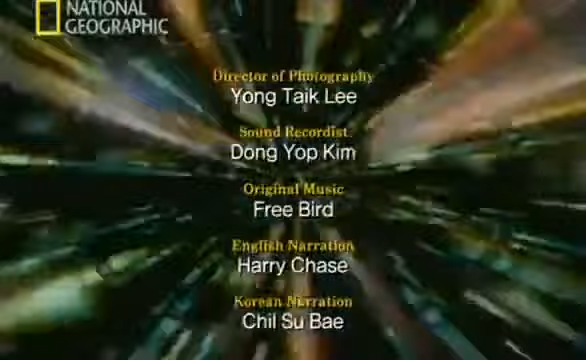 NATIONAL
GEOGRAPHIC
Director of Photography
Yong Taik Lee
Sound Recordist
Dong Yop Kim
Original Music
Free Bird
English Narration
Harry Chase
Korean Narration
Chil Su Bae